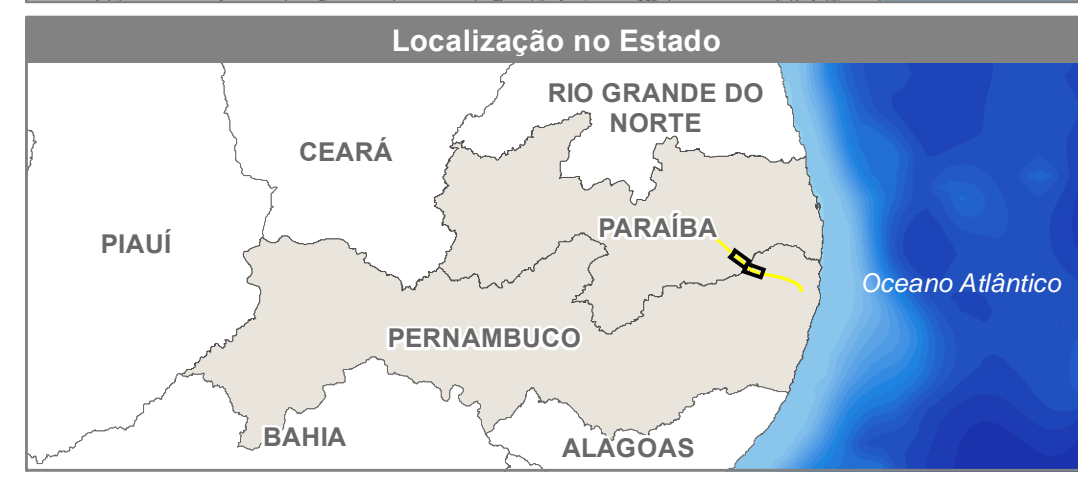 Localização no Estado
RIO GRANDE DO
NORTE
CEARÁ
PARAÍBA
PIAUÍ
Oceano Atlântico
PERNAMBUCO
BAHIA
ALAGOAS